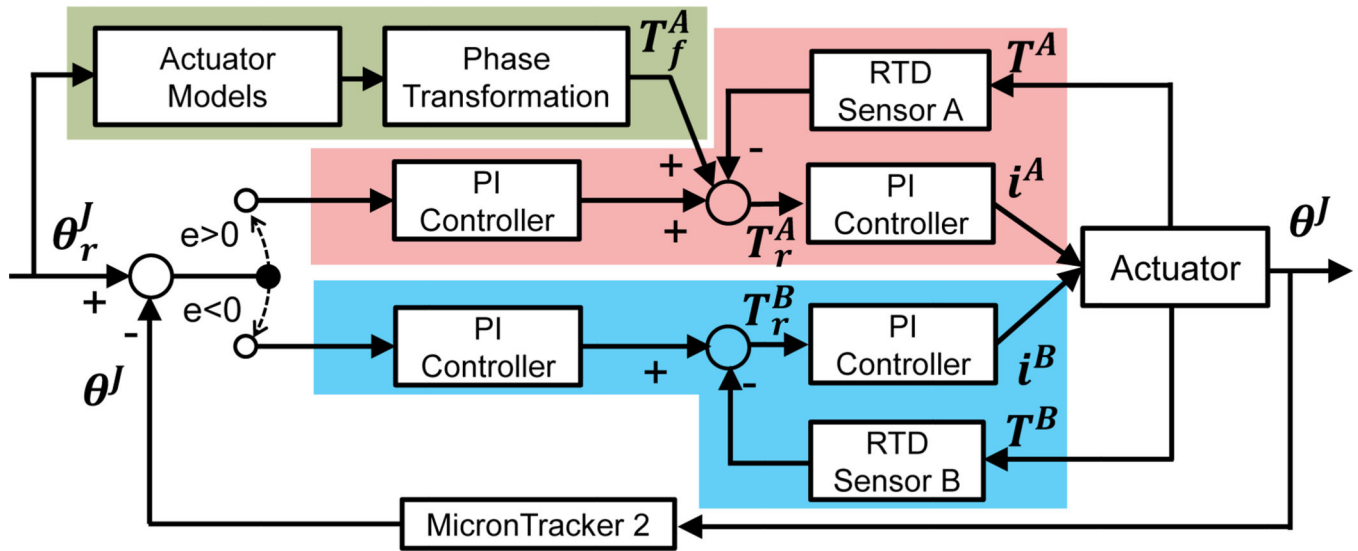 Actuator
Models
Phase
Transformation
T_f^A
RTD
Sensor A
T^A
-
+
PI
Controller
+
T_r^A
PI
Controller
i^A
θ_r^J
e>0
+
-
e<0
Actuator
θ^J
PI
Controller
+
-
T_r^B
PI
Controller
i^B
θ^J
RTD
Sensor B
T^B
MicronTracker 2